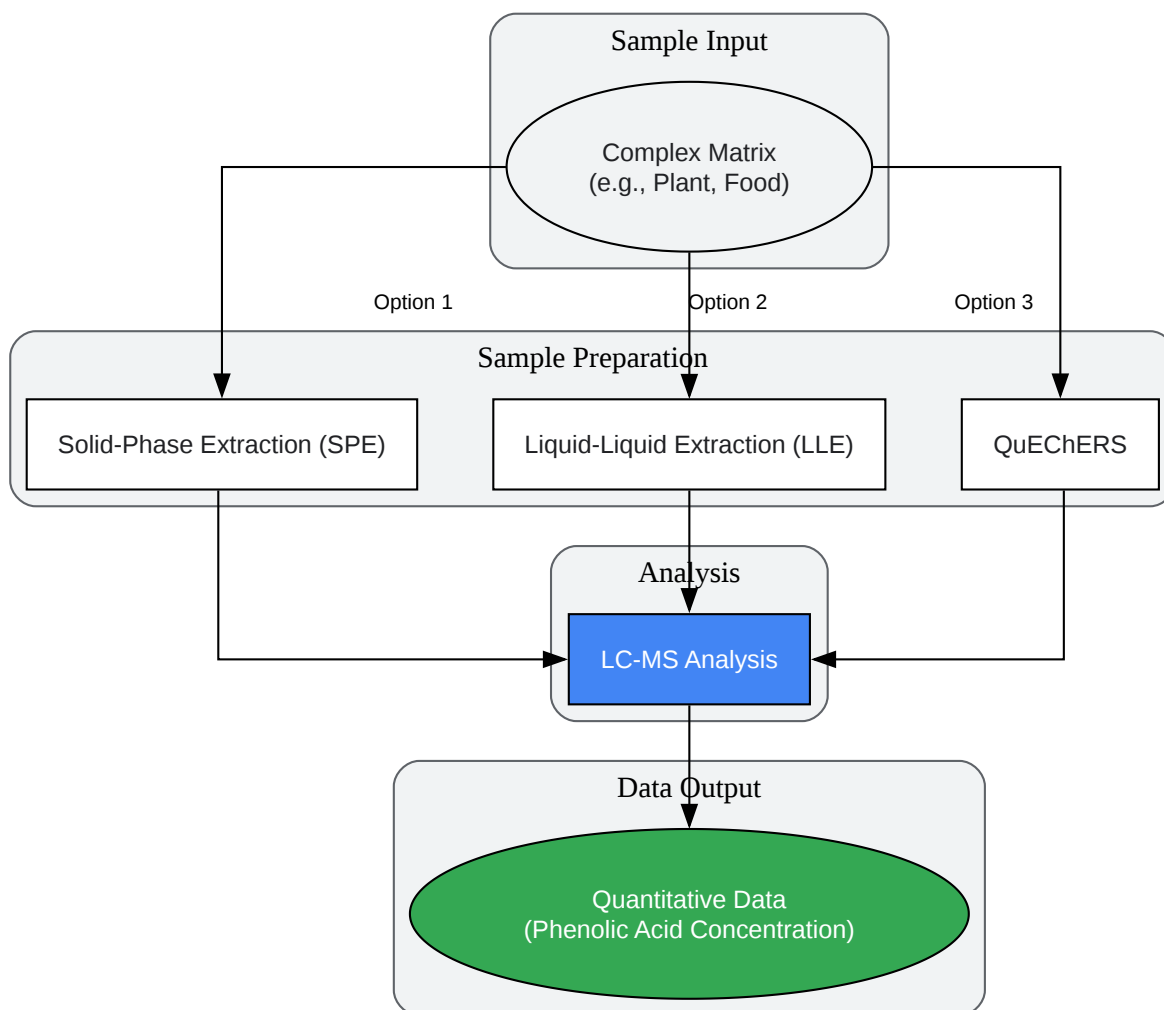 Sample Input
Complex Matrix
(e.g., Plant, Food)
Option 1
Option 2
Option 3
Sample Preparation
Solid-Phase Extraction (SPE)
Liquid-Liquid Extraction (LLE)
QuEChERS
Analysis
LC-MS Analysis
Data Output
Quantitative Data
(Phenolic Acid Concentration)